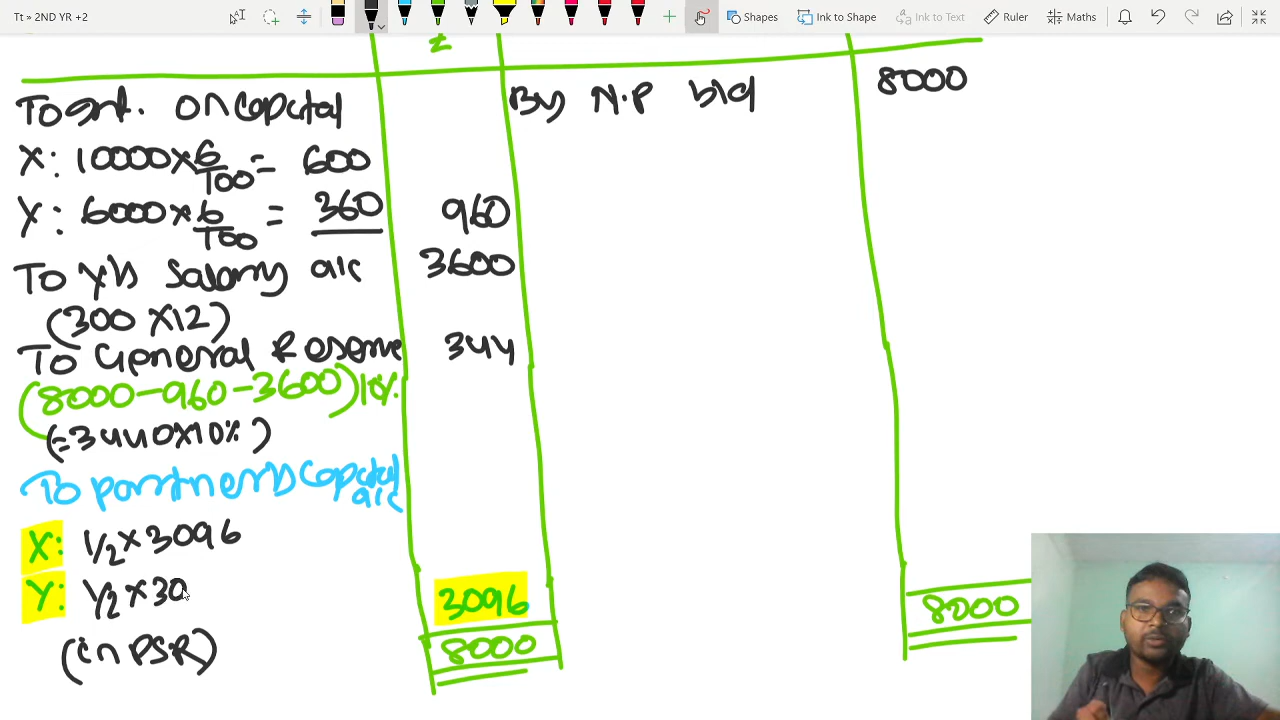 Tt » 2ND YR +2
Shapes Ink to Shape Ink to Text Ruler Maths
₹
To Int. on Capital By N.P b/d 8000
X: 10000 × 6/100 = 600
Y: 6000 × 6/100 = 360 960
To Y's Salary a/c 3600
(300 × 12)
To General Reserve 344
(8000 - 960 - 3600) 10%
(= 3440 × 10%)
To partner's Capital a/c
X: 1/2 × 3096
Y: 1/2 × 30 3096 8000
(in PSR) 8000